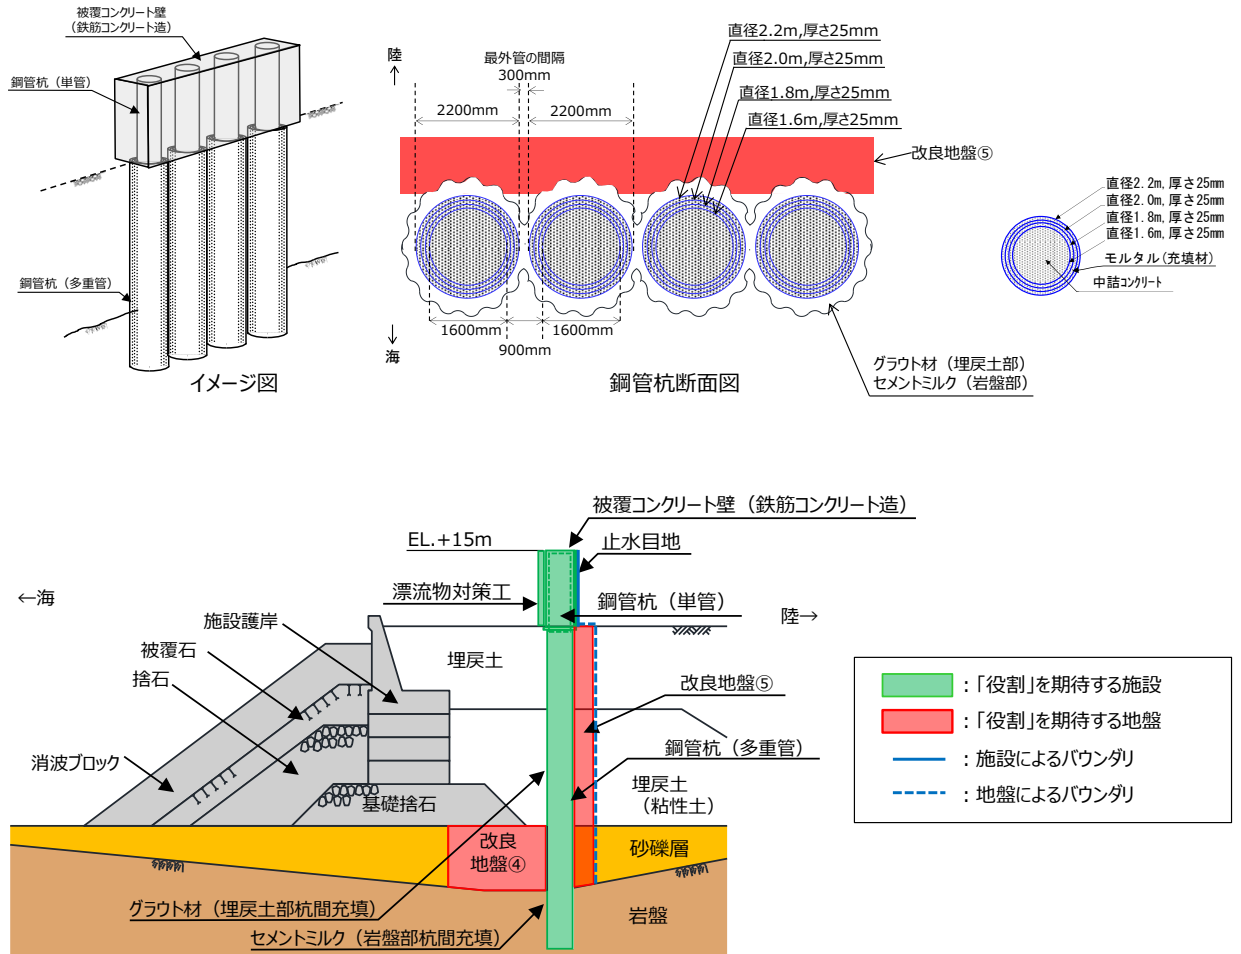 被覆コンクリート壁
(鉄筋コンクリート造)
鋼管杭（単管）
鋼管杭（多重管）
イメージ図
陸
海
最外管の間隔
300mm
2200mm
2200mm
直径2.2m,厚さ25mm
直径2.0m,厚さ25mm
直径1.8m,厚さ25mm
直径1.6m,厚さ25mm
改良地盤⑤
1600mm
1600mm
900mm
グラウト材（埋戻土部）
セメントミルク（岩盤部）
鋼管杭断面図
直径2.2m,厚さ25mm
直径2.0m,厚さ25mm
直径1.8m,厚さ25mm
直径1.6m,厚さ25mm
モルタル(充填材)
中詰コンクリート
被覆コンクリート壁（鉄筋コンクリート造）
EL.+15m
止水目地
漂流物対策工
鋼管杭（単管）
←海
陸→
施設護岸
被覆石
捨石
埋戻土
改良地盤⑤
鋼管杭（多重管）
消波ブロック
基礎捨石
埋戻土
（粘性土）
改良
地盤④
砂礫層
グラウト材（埋戻土部杭間充填）
セメントミルク（岩盤部杭間充填）
岩盤
：「役割」を期待する施設
：「役割」を期待する地盤
：施設によるバウンダリ
：地盤によるバウンダリ